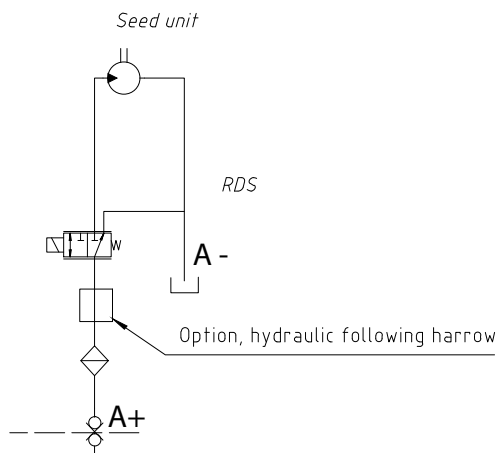 Seed unit
RDS
A -
Option, hydraulic following harrow
A+